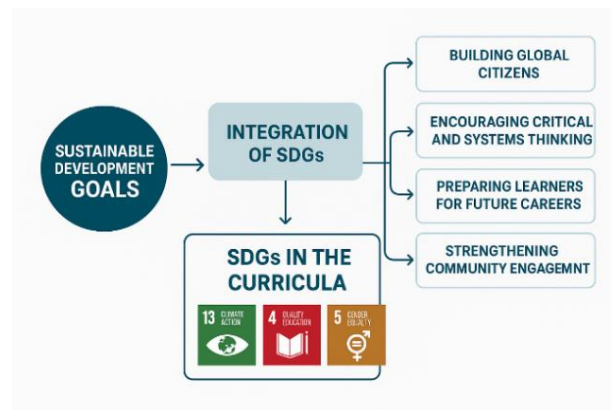 SUSTAINABLE
DEVELOPMENT
GOALS
INTEGRATION
OF SDGs
BUILDING GLOBAL
CITIZENS
ENCOURAGING CRITICAL
AND SYSTEMS THINKING
PREPARING LEARNERS
FOR FUTURE CAREERS
STRENGTHENING
COMMUNITY ENGAGEMNT
SDGs IN THE
CURRICULA
13 CLIMATE
ACTION
4 QUALITY
EDUCATION
5 GENDER
EQUALTY